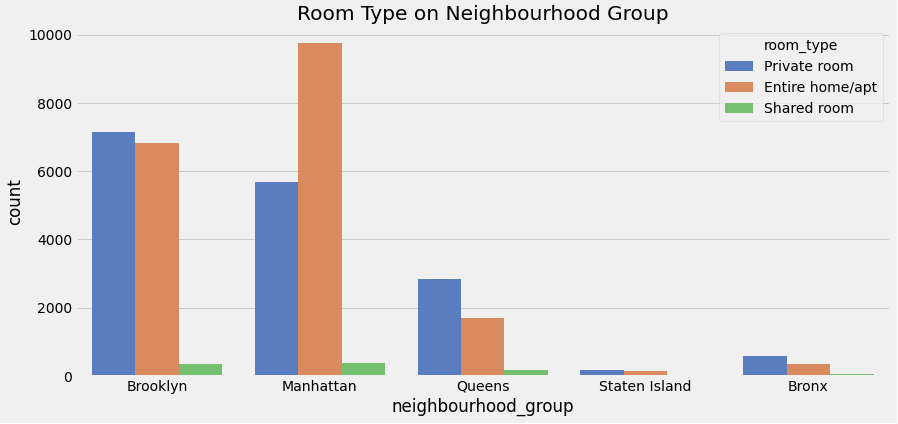 Room Type on Neighbourhood Group
room_type
Private room
Entire home/apt
Shared room
count
10000
8000
6000
4000
2000
0
Brooklyn
Manhattan
Queens
Staten Island
Bronx
neighbourhood_group